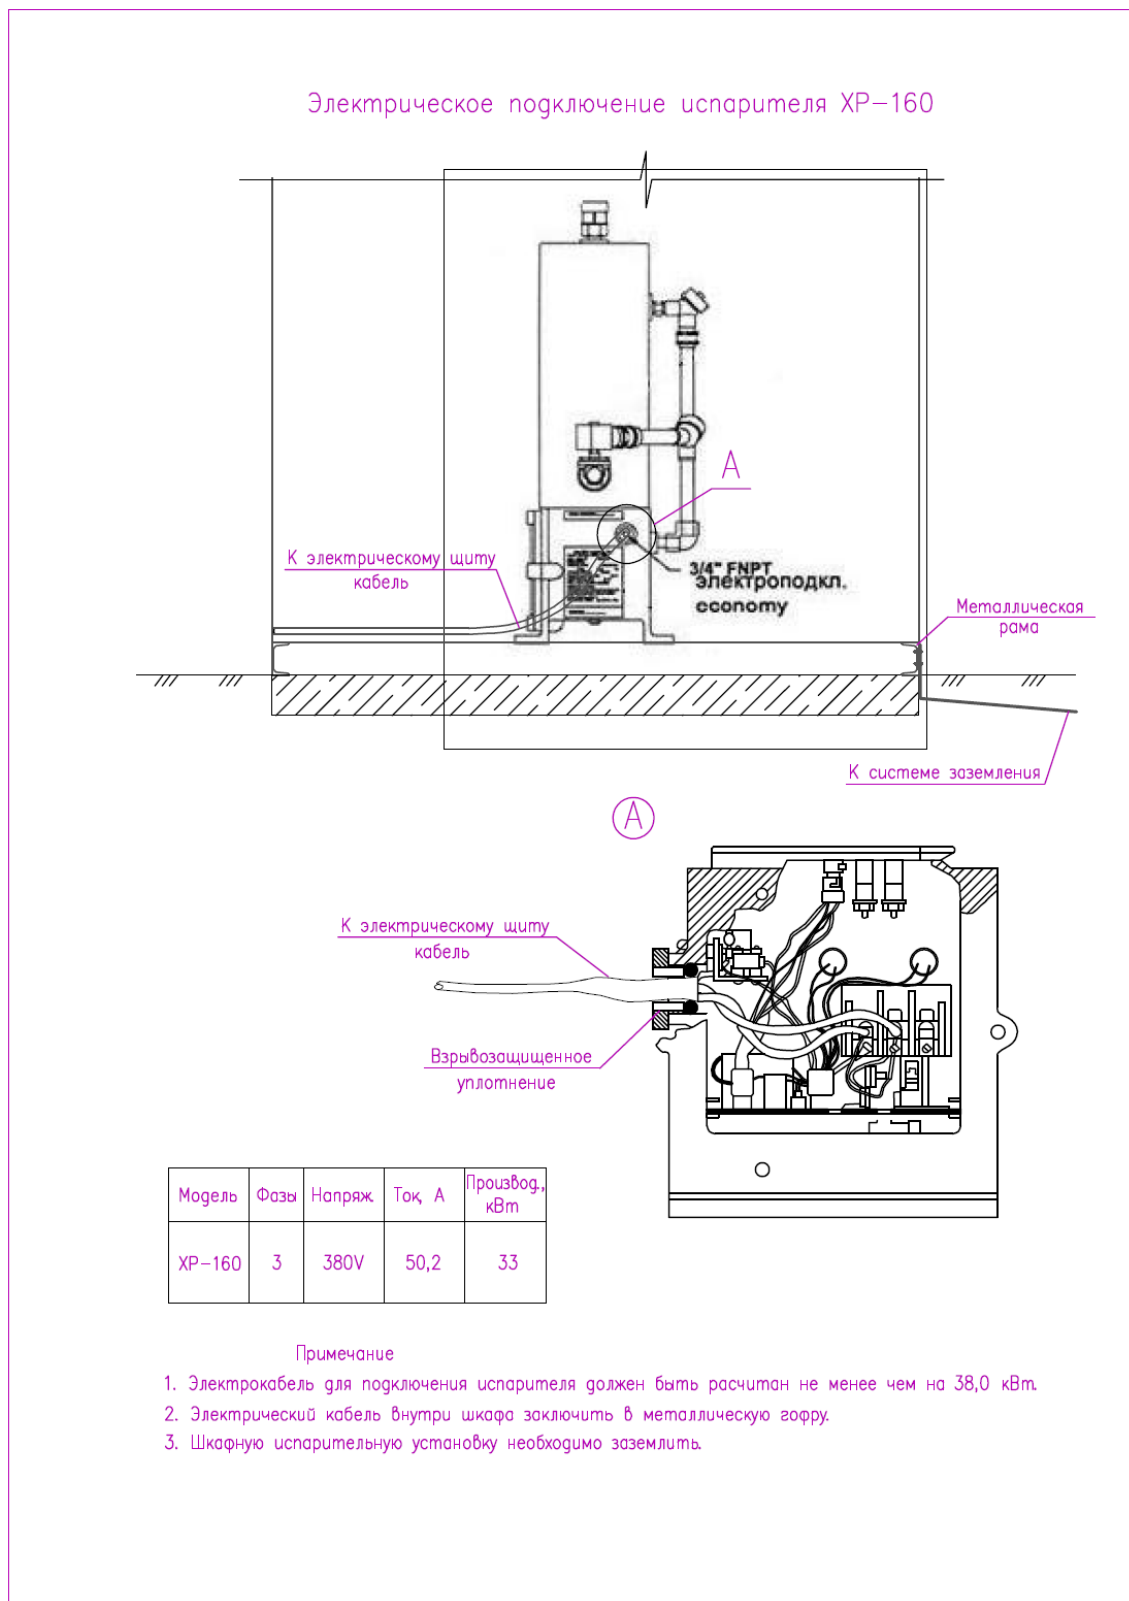 Электрическое подключение испарителя ХР-160
А
К электрическому щиту
кабель
3/4" FNPT
электроподкл.
economy
Металлическая
рама
К системе заземления
А
К электрическому щиту
кабель
Взрывозащищенное
уплотнение
Модель Фазы Напряж. Ток, А Производ., кВт
ХР-160 3 380V 50,2 33
Примечание
1. Электрокабель для подключения испарителя должен быть расчитан не менее чем на 38,0 кВт.
2. Электрический кабель внутри шкафа заключить в металлическую гофру.
3. Шкафную испарительную установку необходимо заземлить.